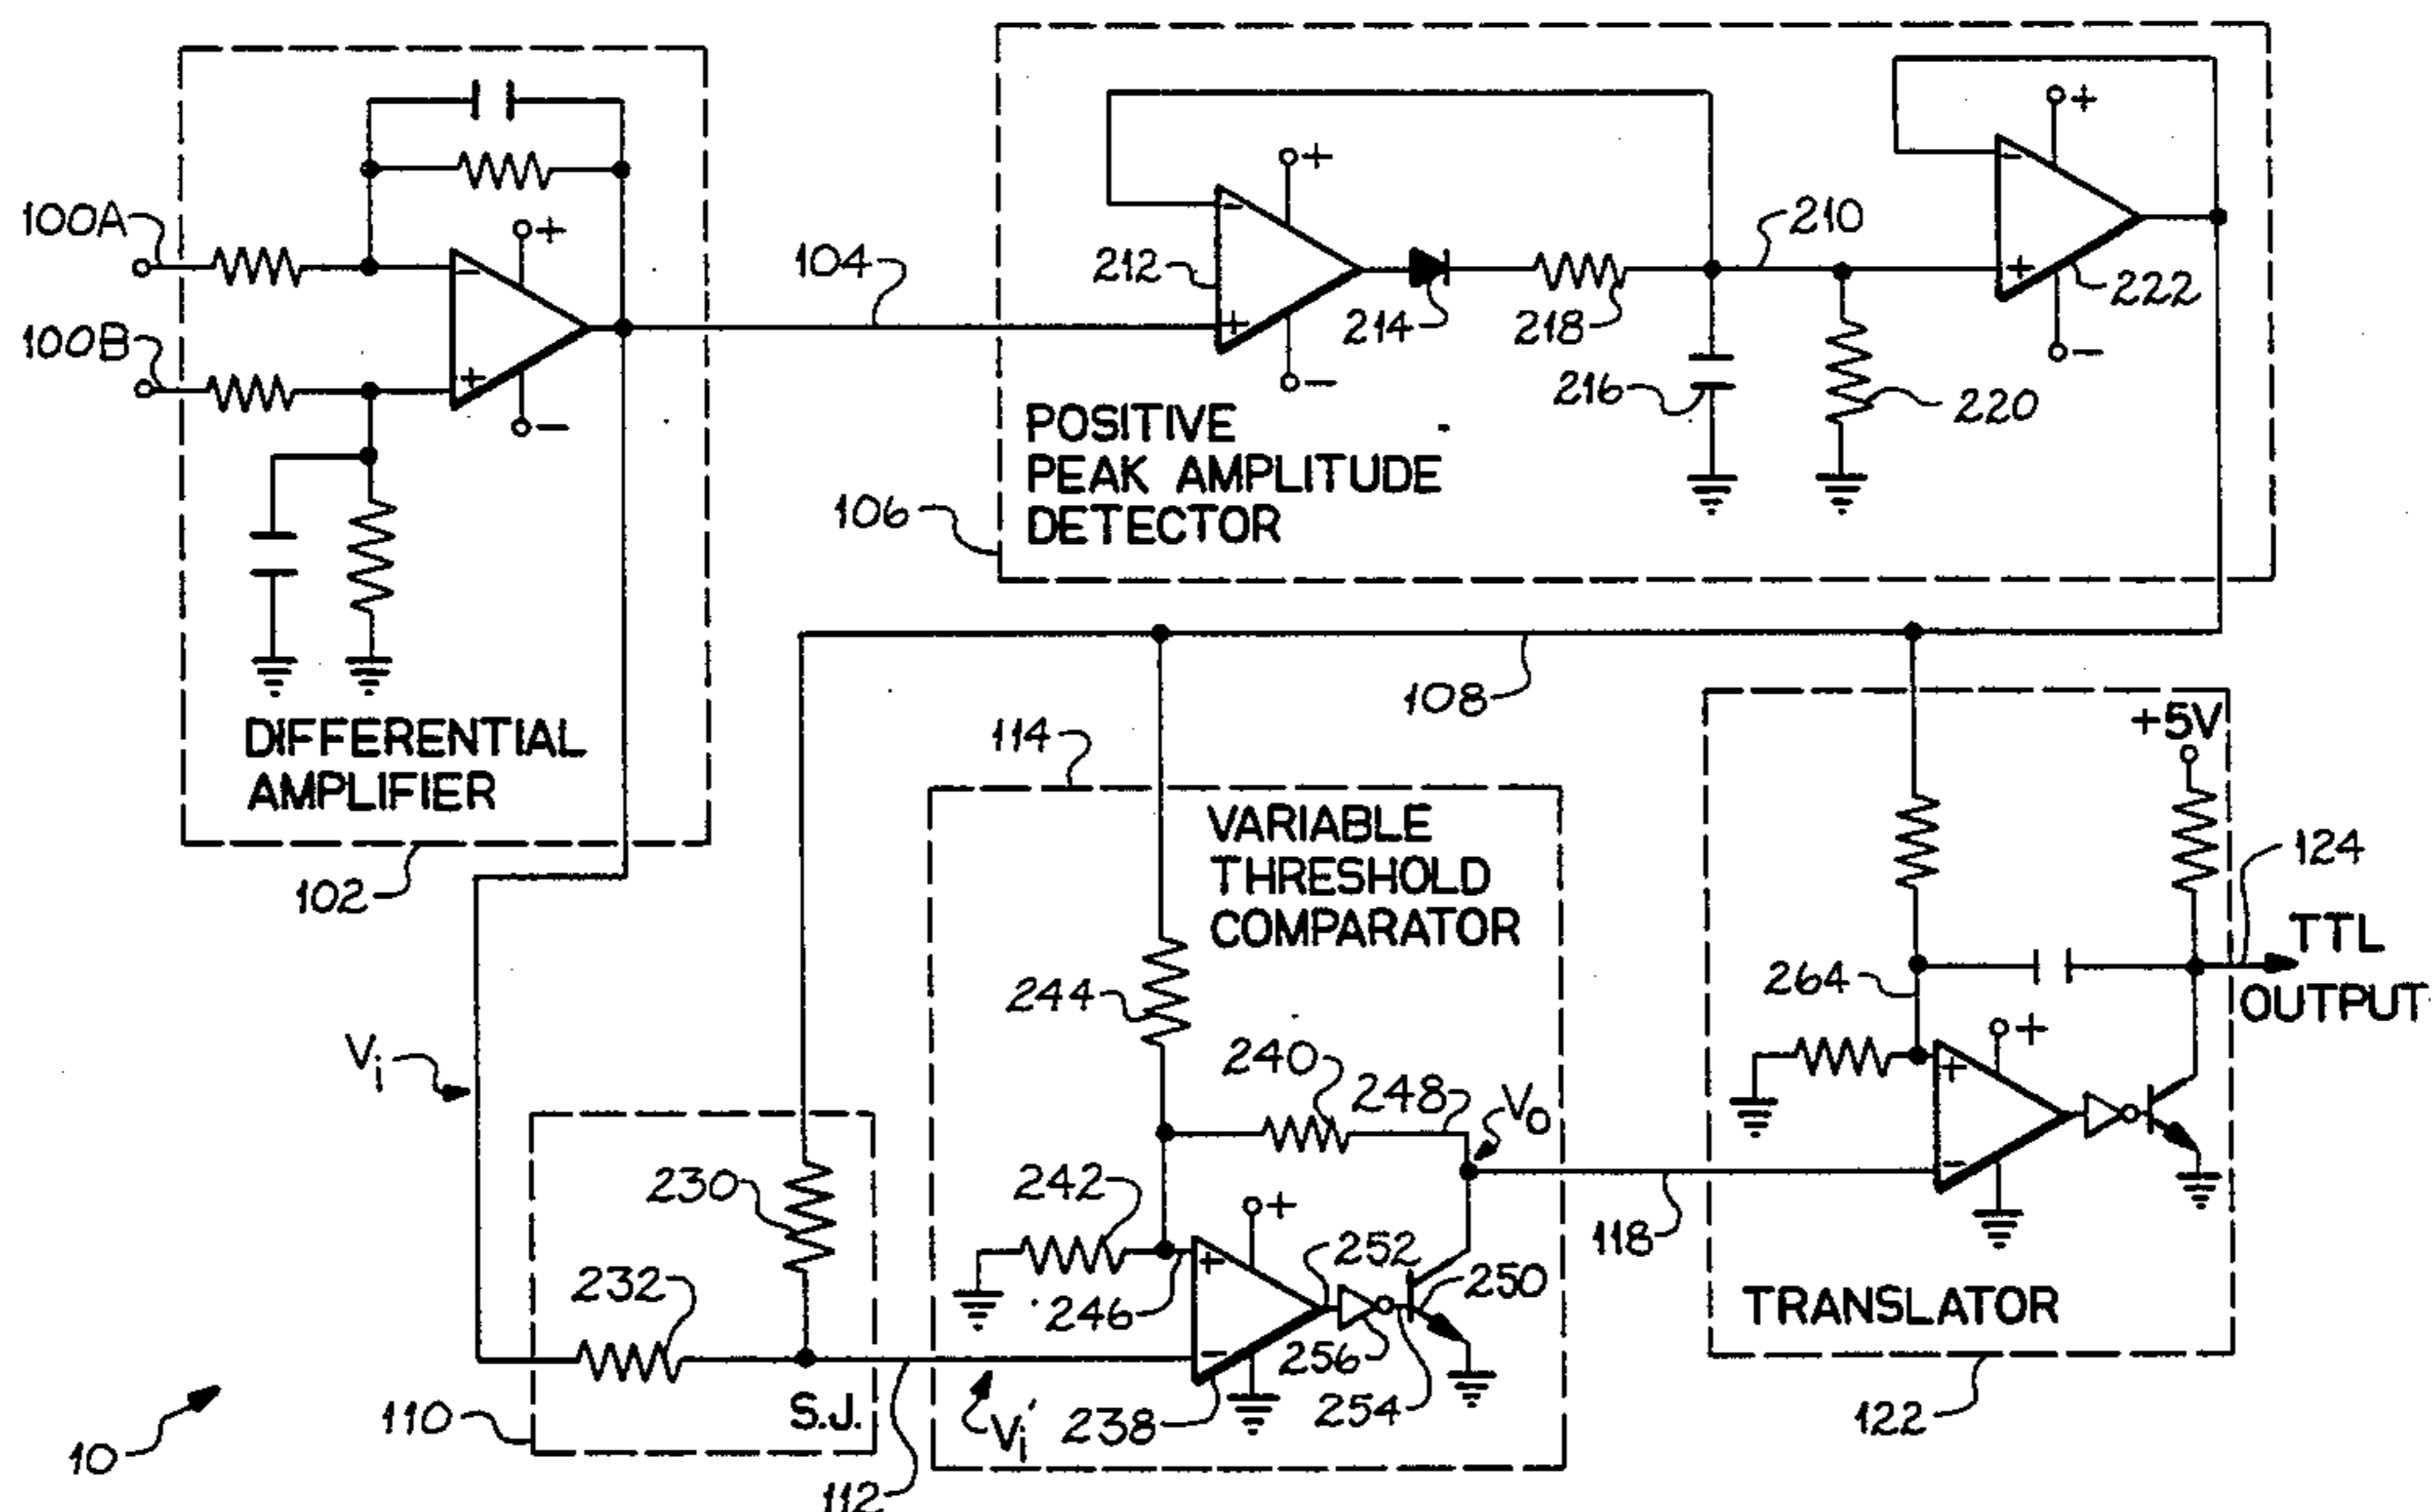 100A
100B
+
−
+
−
DIFFERENTIAL
AMPLIFIER
102
104
106
212
−
+
+
−
214
218
216
210
220
−
+
+
−
222
POSITIVE
PEAK AMPLITUDE
DETECTOR
108
114
VARIABLE
THRESHOLD
COMPARATOR
244
240
248
Vo
242
246
+
−
+
252
250
256
254
238
118
Vi
230
232
110
S.J.
112
Vi'
10
+5V
124
TTL
OUTPUT
264
+
+
−
TRANSLATOR
122